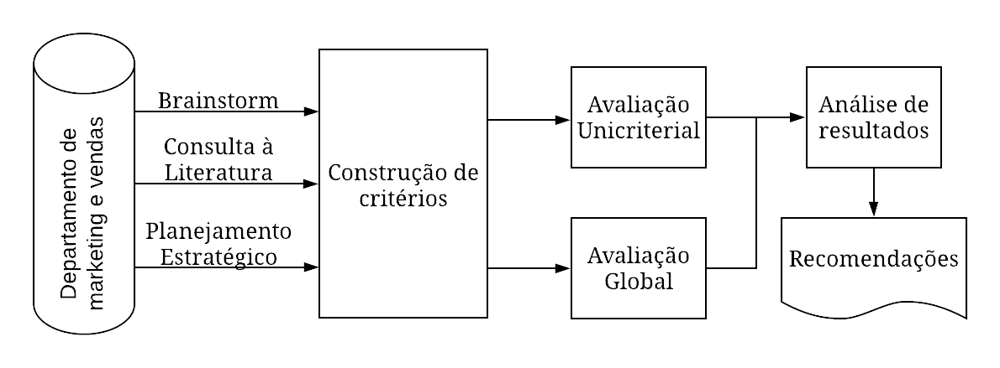 Departamento de
marketing e vendas
Brainstorm
Consulta à
Literatura
Planejamento
Estratégico
Construção de
critérios
Avaliação
Unicriterial
Avaliação
Global
Análise de
resultados
Recomendações